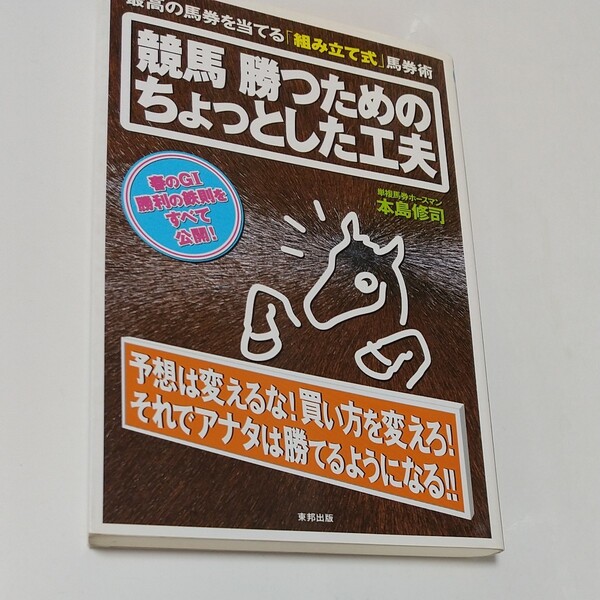 最高の馬券を当てる「組み立て式」馬券術
競馬 勝つための
ちょっとした工夫
春のGI
勝利の鉄則を
すべて
公開!
単複馬券ホースマン
本島修司
予想は変えるな!買い方を変えろ!
それでアナタは勝てるようになる!!
東邦出版